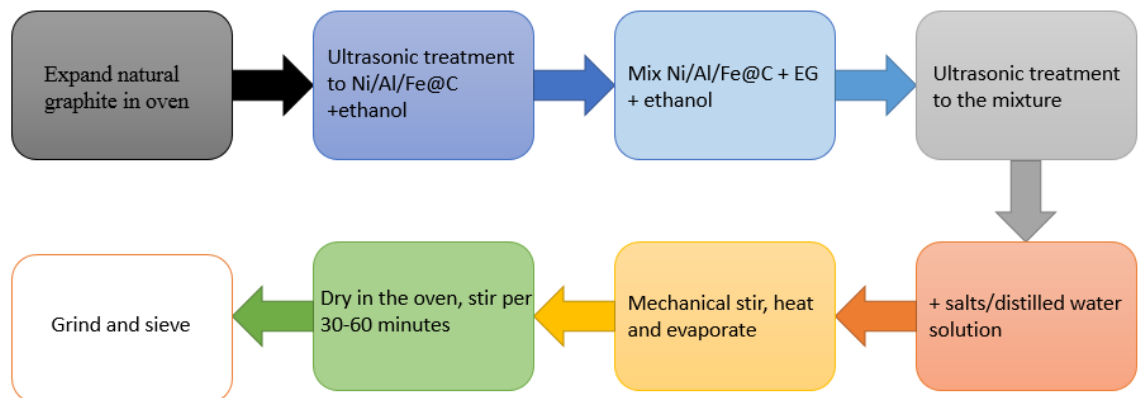 Expand natural
graphite in oven
Ultrasonic treatment
to Ni/Al/Fe@C
+ethanol
Mix Ni/Al/Fe@C + EG
+ ethanol
Ultrasonic treatment
to the mixture
+ salts/distilled water
solution
Mechanical stir, heat
and evaporate
Dry in the oven, stir per
30-60 minutes
Grind and sieve